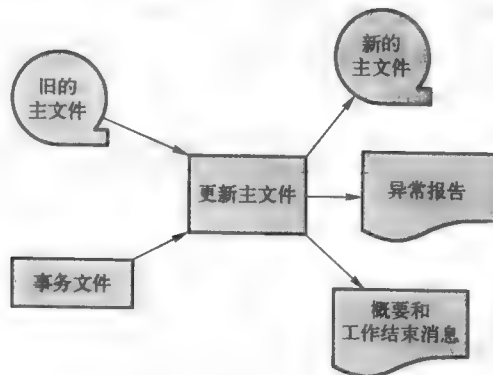 新的
主文件
旧的
主文件
更新主文件
异常报告
事务文件
概要和
工作结束消息